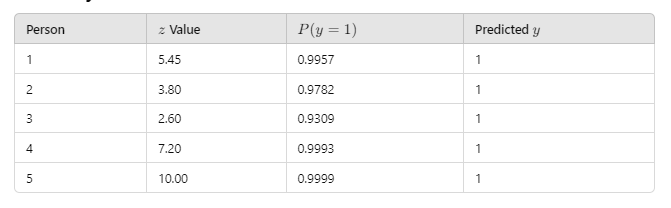 Person z Value P(y = 1) Predicted y
1 5.45 0.9957 1
2 3.80 0.9782 1
3 2.60 0.9309 1
4 7.20 0.9993 1
5 10.00 0.9999 1